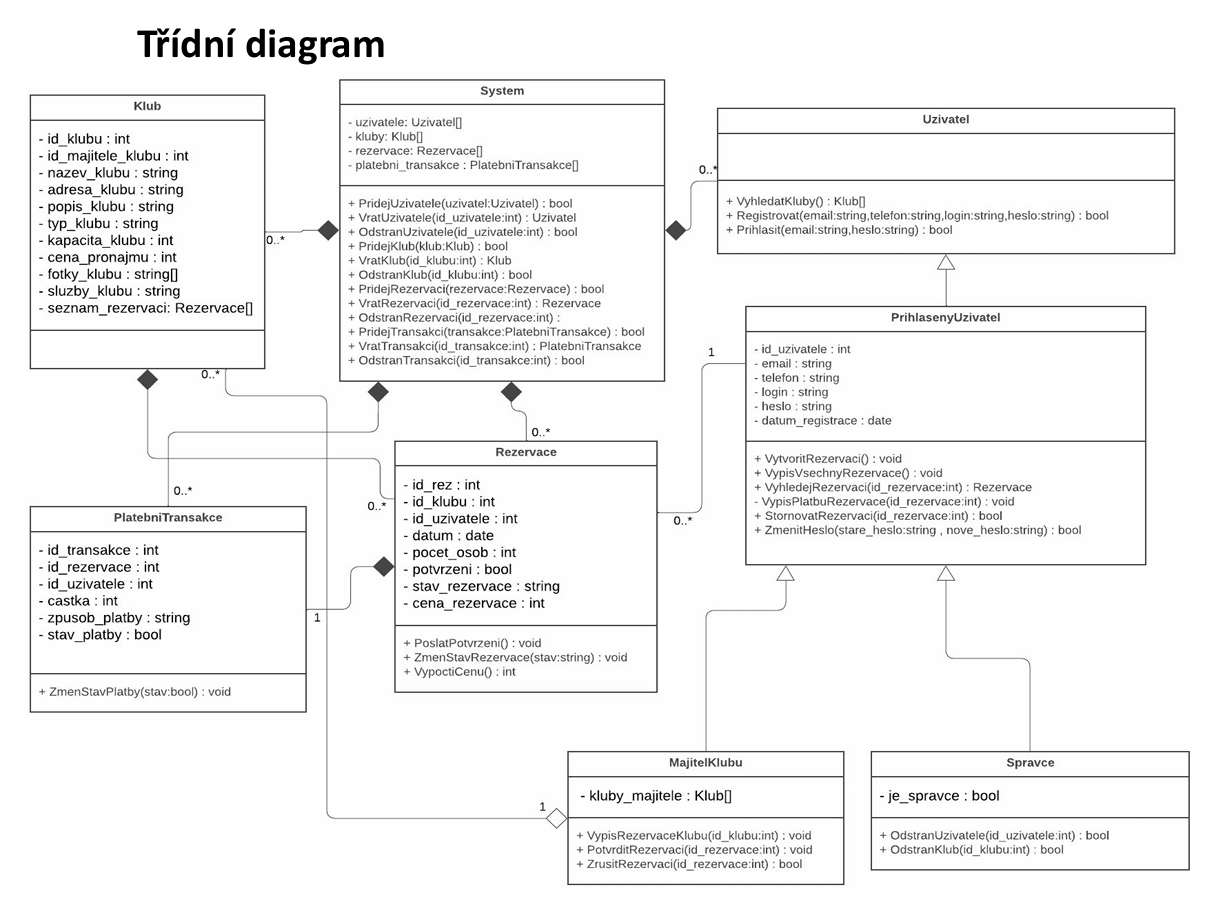 Třídní diagram
Klub
- id_klubu : int
- id_majitele_klubu : int
- nazev_klubu : string
- adresa_klubu : string
- popis_klubu : string
- typ_klubu : string
- kapacita_klubu : int
- cena_pronajmu : int
- fotky_klubu : string[]
- sluzby_klubu : string
- seznam_rezervaci: Rezervace[]
0..*
0..*
System
- uzivatele: Uzivatel[]
- kluby: Klub[]
- rezervace: Rezervace[]
- platebni_transakce : PlatebniTransakce[]
+ PridejUzivatele(uzivatel:Uzivatel) : bool
+ VratUzivatele(id_uzivatele:int) : Uzivatel
+ OdstranUzivatele(id_uzivatele:int) : bool
+ PridejKlub(klub:Klub) : bool
+ VratKlub(id_klubu:int) : Klub
+ OdstranKlub(id_klubu:int) : bool
+ PridejRezervaci(rezervace:Rezervace) : bool
+ VratRezervaci(id_rezervace:int) : Rezervace
+ OdstranRezervaci(id_rezervace:int) :
+ PridejTransakci(transakce:PlatebniTransakce) : bool
+ VratTransakci(id_transakce:int) : PlatebniTransakce
+ OdstranTransakci(id_transakce:int) : bool
0..*
Uzivatel
+ VyhledatKluby() : Klub[]
+ Registrovat(email:string,telefon:string,login:string,heslo:string) : bool
+ Prihlasit(email:string,heslo:string) : bool
PrihlasenyUzivatel
- id_uzivatele : int
- email : string
- telefon : string
- login : string
- heslo : string
- datum_registrace : date
+ VytvoritRezervaci() : void
+ VypisVsechnyRezervace() : void
+ VyhledejRezervaci(id_rezervace:int) : Rezervace
- VypisPlatbuRezervace(id_rezervace:int) : void
+ StornovatRezervaci(id_rezervace:int) : bool
+ ZmenitHeslo(stare_heslo:string , nove_heslo:string) : bool
1
0..*
0..*
0..*
0..*
Rezervace
- id_rez : int
- id_klubu : int
- id_uzivatele : int
- datum : date
- pocet_osob : int
- potvrzeni : bool
- stav_rezervace : string
- cena_rezervace : int
+ PoslatPotvrzeni() : void
+ ZmenStavRezervace(stav:string) : void
+ VypoctiCenu() : int
PlatebniTransakce
- id_transakce : int
- id_rezervace : int
- id_uzivatele : int
- castka : int
- zpusob_platby : string
- stav_platby : bool
+ ZmenStavPlatby(stav:bool) : void
1
1
MajitelKlubu
- kluby_majitele : Klub[]
+ VypisRezervaceKlubu(id_klubu:int) : void
+ PotvrditRezervaci(id_rezervace:int) : void
+ ZrusitRezervaci(id_rezervace:int) : bool
Spravce
- je_spravce : bool
+ OdstranUzivatele(id_uzivatele:int) : bool
+ OdstranKlub(id_klubu:int) : bool